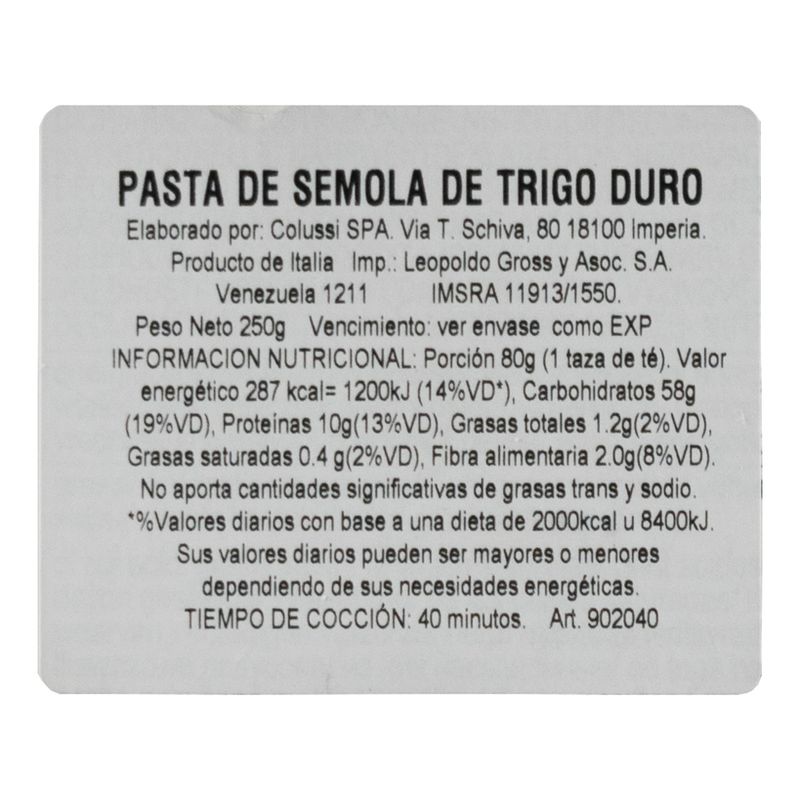 PASTA DE SEMOLA DE TRIGO DURO
Elaborado por: Colussi SPA. Via T. Schiva, 80 18100 Imperia.
Producto de Italia Imp.: Leopoldo Gross y Asoc. S.A.
Venezuela 1211 IMSRA 11913/1550.
Peso Neto 250g Vencimiento: ver envase como EXP
INFORMACION NUTRICIONAL: Porción 80g (1 taza de té). Valor
energético 287 kcal= 1200kJ (14%VD*), Carbohidratos 58g
(19%VD), Proteínas 10g(13%VD), Grasas totales 1.2g(2%VD),
Grasas saturadas 0.4 g(2%VD), Fibra alimentaria 2.0g(8%VD).
No aporta cantidades significativas de grasas trans y sodio.
*%Valores diarios con base a una dieta de 2000kcal u 8400kJ.
Sus valores diarios pueden ser mayores o menores
dependiendo de sus necesidades energéticas.
TIEMPO DE COCCIÓN: 40 minutos. Art. 902040